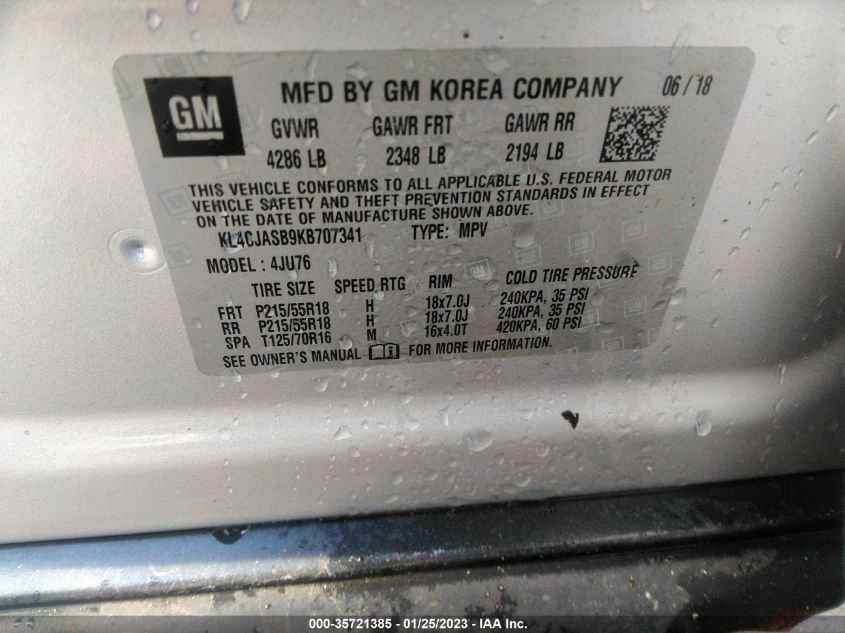 GM
MFD BY GM KOREA COMPANY 06 / 18
GVWR GAWR FRT GAWR RR
4286 LB 2348 LB 2194 LB
THIS VEHICLE CONFORMS TO ALL APPLICABLE U.S. FEDERAL MOTOR
VEHICLE SAFETY AND THEFT PREVENTION STANDARDS IN EFFECT
ON THE DATE OF MANUFACTURE SHOWN ABOVE.
KL4CJASB9KB707341 TYPE: MPV
MODEL : 4JU76
TIRE SIZE SPEED RTG RIM COLD TIRE PRESSURE
FRT P215/55R18 H 18x7.0J 240KPA, 35 PSI
RR P215/55R18 H 18x7.0J 240KPA, 35 PSI
SPA T125/70R16 M 16x4.0T 420KPA, 60 PSI
SEE OWNER'S MANUAL FOR MORE INFORMATION.
000-35721385 - 01/25/2023 - IAA Inc.